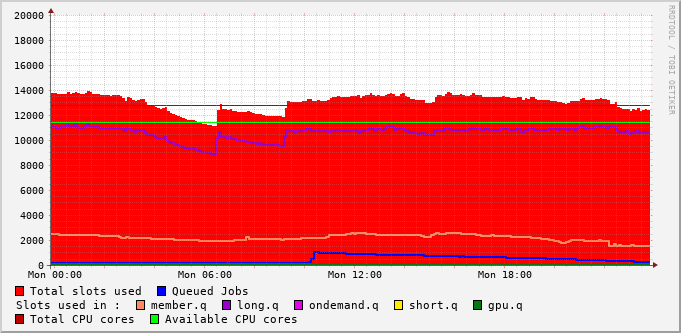 RRDTOOL / TOBI OETIKER
20000
18000
16000
14000
12000
10000
8000
6000
4000
2000
0
Mon 00:00 Mon 06:00 Mon 12:00 Mon 18:00
Total slots used Queued Jobs
Slots used in : member.q long.q ondemand.q short.q gpu.q
Total CPU cores Available CPU cores